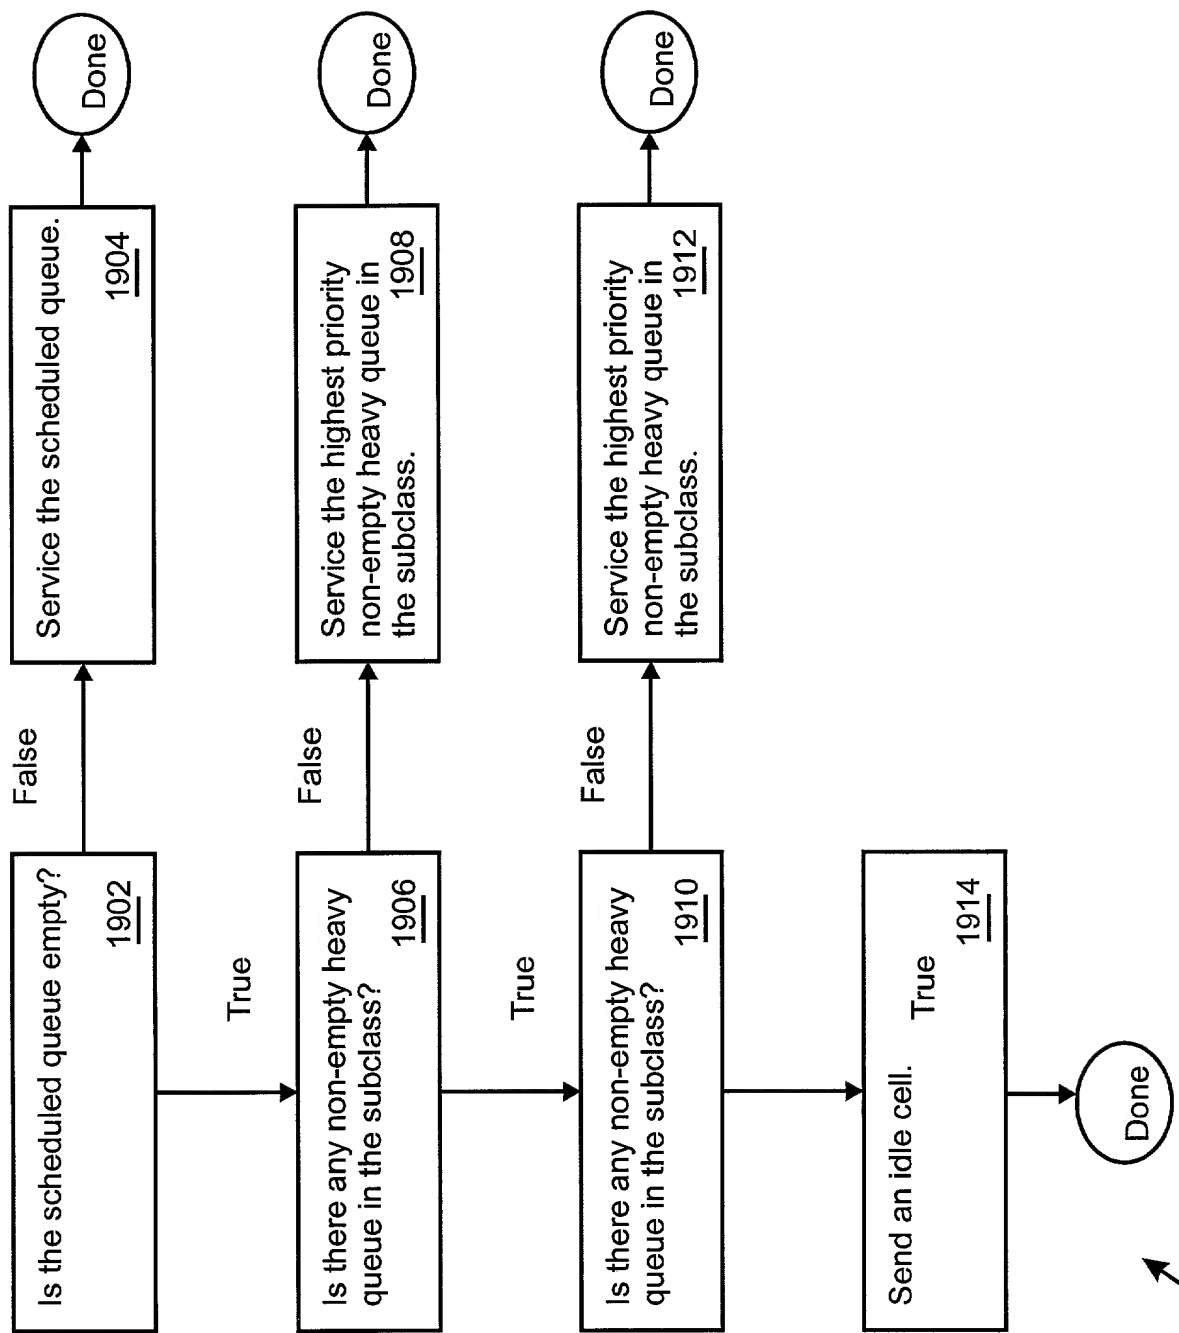 Is the scheduled queue empty?
1902
False
Service the scheduled queue.
1904
Done
True
Is there any non-empty heavy
queue in the subclass?
1906
False
Service the highest priority
non-empty heavy queue in
the subclass.
1908
Done
True
Is there any non-empty heavy
queue in the subclass?
1910
False
Service the highest priority
non-empty heavy queue in
the subclass.
1912
Done
Send an idle cell.
True
1914
Done